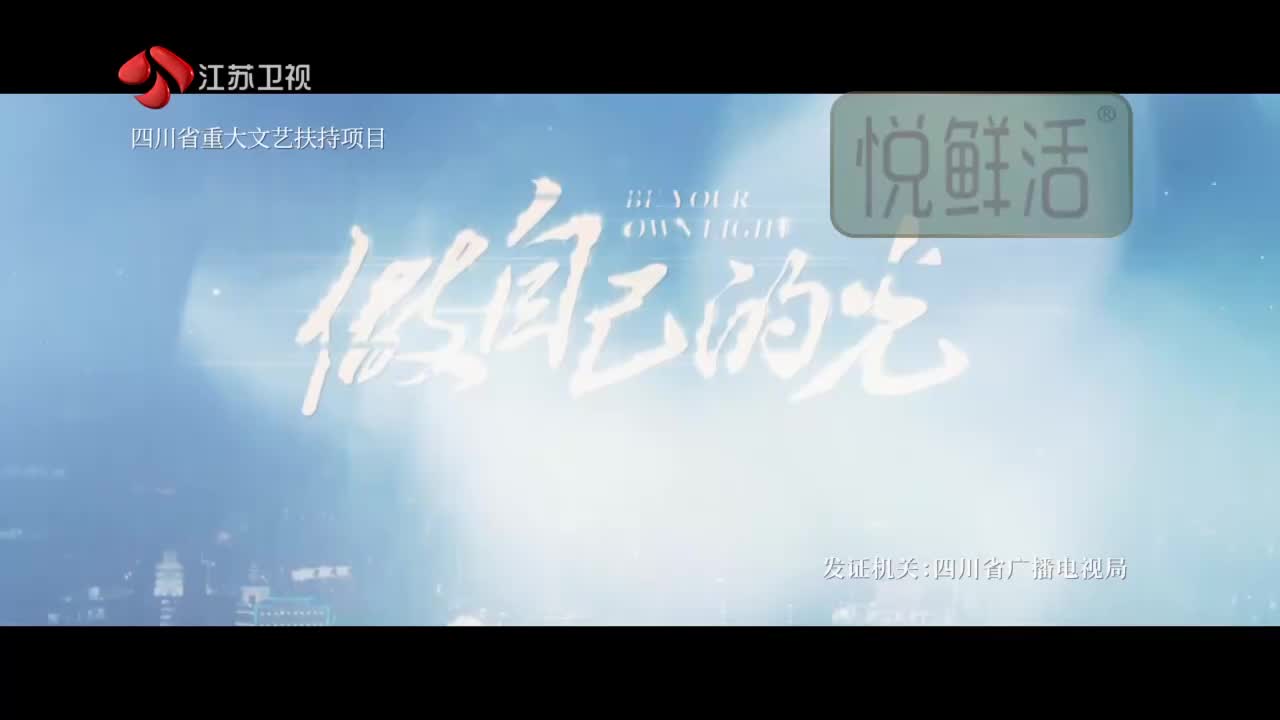 江苏卫视
四川省重大文艺扶持项目
悦鲜活®
BE YOUR
OWN LIGHT
做自己的光
发证机关:四川省广播电视局